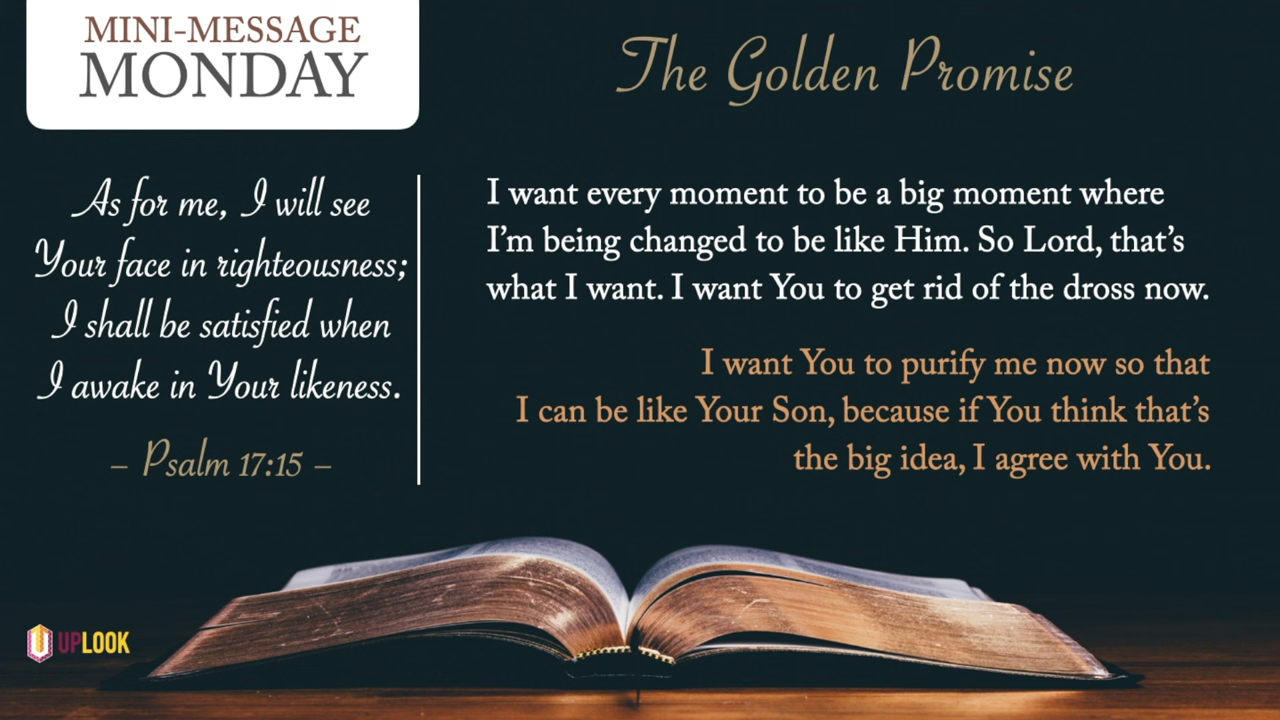 MINI-MESSAGE
MONDAY
The Golden Promise
As for me, I will see
Your face in righteousness;
I shall be satisfied when
I awake in Your likeness.
– Psalm 17:15 –
I want every moment to be a big moment where
I’m being changed to be like Him. So Lord, that’s
what I want. I want You to get rid of the dross now.
I want You to purify me now so that
I can be like Your Son, because if You think that’s
the big idea, I agree with You.
UPLOOK